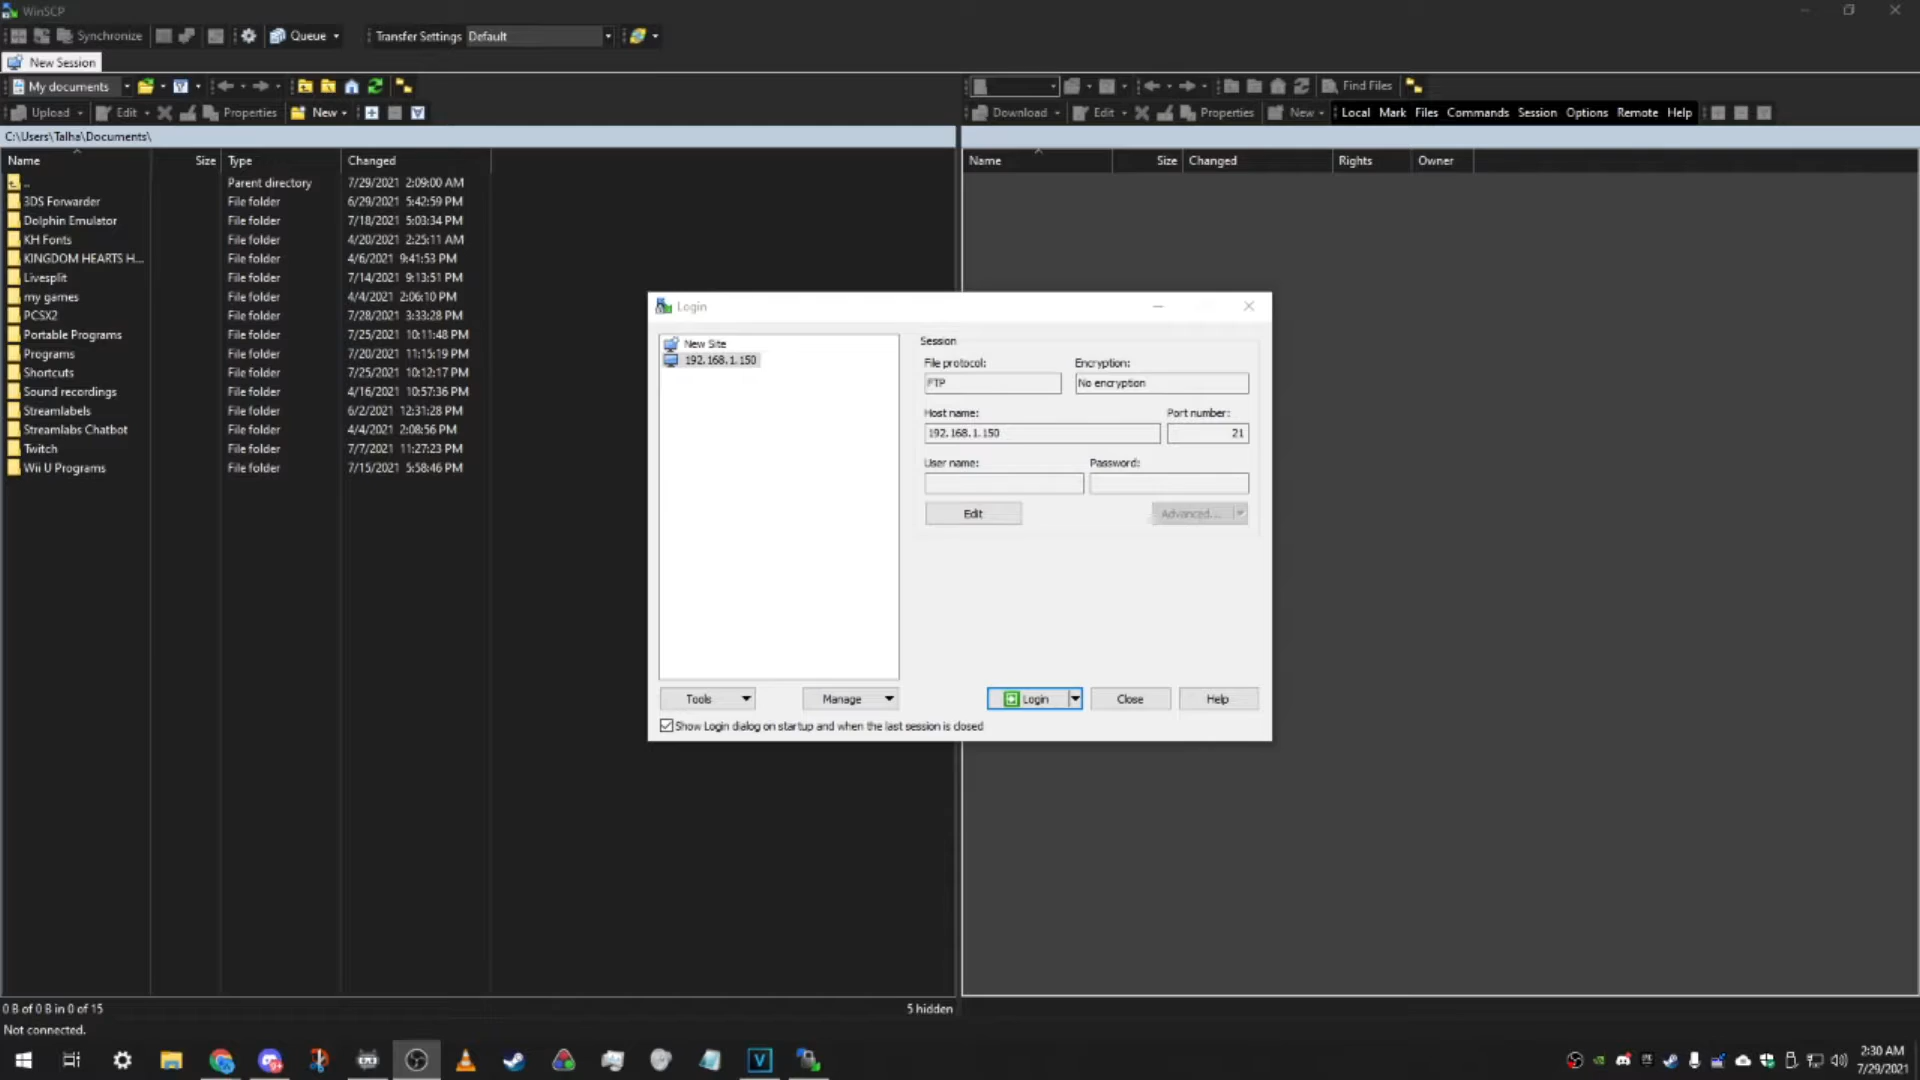 WinSCP
Synchronize Queue Transfer Settings Default
New Session
My documents Find Files
Upload Edit Properties New Download Edit Properties New Local Mark Files Commands Session Options Remote Help
C:\Users\Talha\Documents\
Name Size Type Changed Name Size Changed Rights Owner
.. Parent directory 7/29/2021 2:09:00 AM
3DS Forwarder File folder 6/29/2021 5:42:59 PM
Dolphin Emulator File folder 7/18/2021 5:03:34 PM
KH Fonts File folder 4/20/2021 2:25:11 AM
KINGDOM HEARTS H... File folder 4/6/2021 9:41:53 PM
Livesplit File folder 7/14/2021 9:13:51 PM
my games File folder 4/4/2021 2:06:10 PM
PCSX2 File folder 7/28/2021 3:33:28 PM
Portable Programs File folder 7/25/2021 10:11:48 PM
Programs File folder 7/20/2021 11:15:19 PM
Shortcuts File folder 7/25/2021 10:12:17 PM
Sound recordings File folder 4/16/2021 10:57:36 PM
Streamlabels File folder 6/2/2021 12:31:28 PM
Streamlabs Chatbot File folder 4/4/2021 2:08:56 PM
Twitch File folder 7/7/2021 11:27:23 PM
Wii U Programs File folder 7/15/2021 5:58:46 PM
Login
New Site
192.168.1.150
Session
File protocol: Encryption:
FTP No encryption
Host name: Port number:
192.168.1.150 21
User name: Password:
Edit Advanced...
Tools Manage Login Close Help
Show Login dialog on startup and when the last session is closed
0 B of 0 B in 0 of 15 5 hidden
Not connected.
2:30 AM
7/29/2021